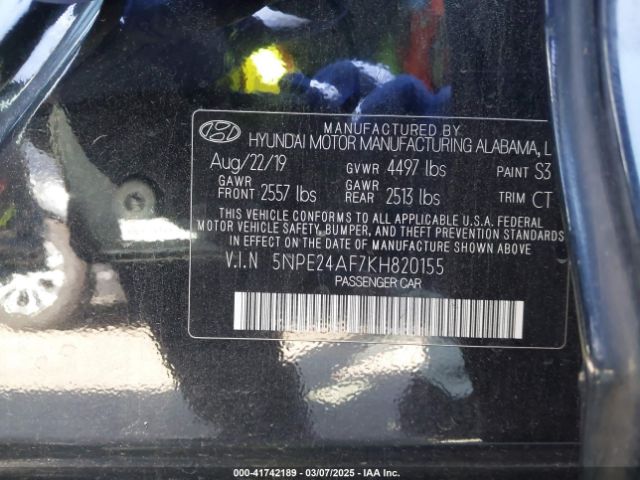 MANUFACTURED BY
HYUNDAI MOTOR MANUFACTURING ALABAMA, L
Aug/22/19 GVWR 4497 lbs PAINT S3
GAWR FRONT 2557 lbs GAWR REAR 2513 lbs TRIM CT
THIS VEHICLE CONFORMS TO ALL APPLICABLE U.S.A. FEDERAL
MOTOR VEHICLE SAFETY, BUMPER, AND THEFT PREVENTION STANDARDS
IN EFFECT ON THE DATE OF MANUFACTURE SHOWN ABOVE
V.I.N 5NPE24AF7KH820155
PASSENGER CAR
00-41742189 - 03/07/2025 - IAA Inc.